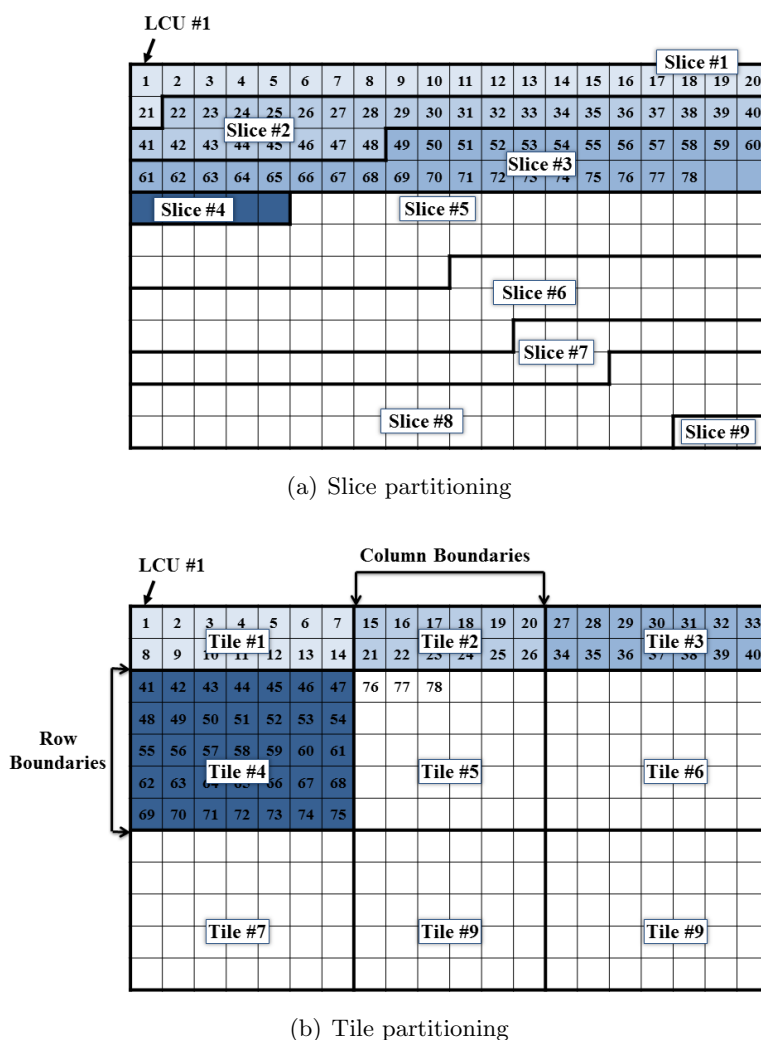 LCU #1
Slice #1
1 2 3 4 5 6 7 8 9 10 11 12 13 14 15 16 17 18 19 20
21 22 23 24 25 26 27 28 29 30 31 32 33 34 35 36 37 38 39 40
Slice #2
41 42 43 44 45 46 47 48 49 50 51 52 53 54 55 56 57 58 59 60
Slice #3
61 62 63 64 65 66 67 68 69 70 71 72 73 74 75 76 77 78
Slice #4 Slice #5
Slice #6
Slice #7
Slice #8 Slice #9
(a) Slice partitioning
Column Boundaries
LCU #1
1 2 3 4 5 6 7 15 16 17 18 19 20 27 28 29 30 31 32 33
Tile #1 Tile #2 Tile #3
8 9 10 11 12 13 14 21 22 23 24 25 26 34 35 36 37 38 39 40
41 42 43 44 45 46 47 76 77 78
48 49 50 51 52 53 54
Row
Boundaries
55 56 57 58 59 60 61
Tile #4 Tile #5 Tile #6
62 63 64 65 66 67 68
69 70 71 72 73 74 75
Tile #7 Tile #9 Tile #9
(b) Tile partitioning